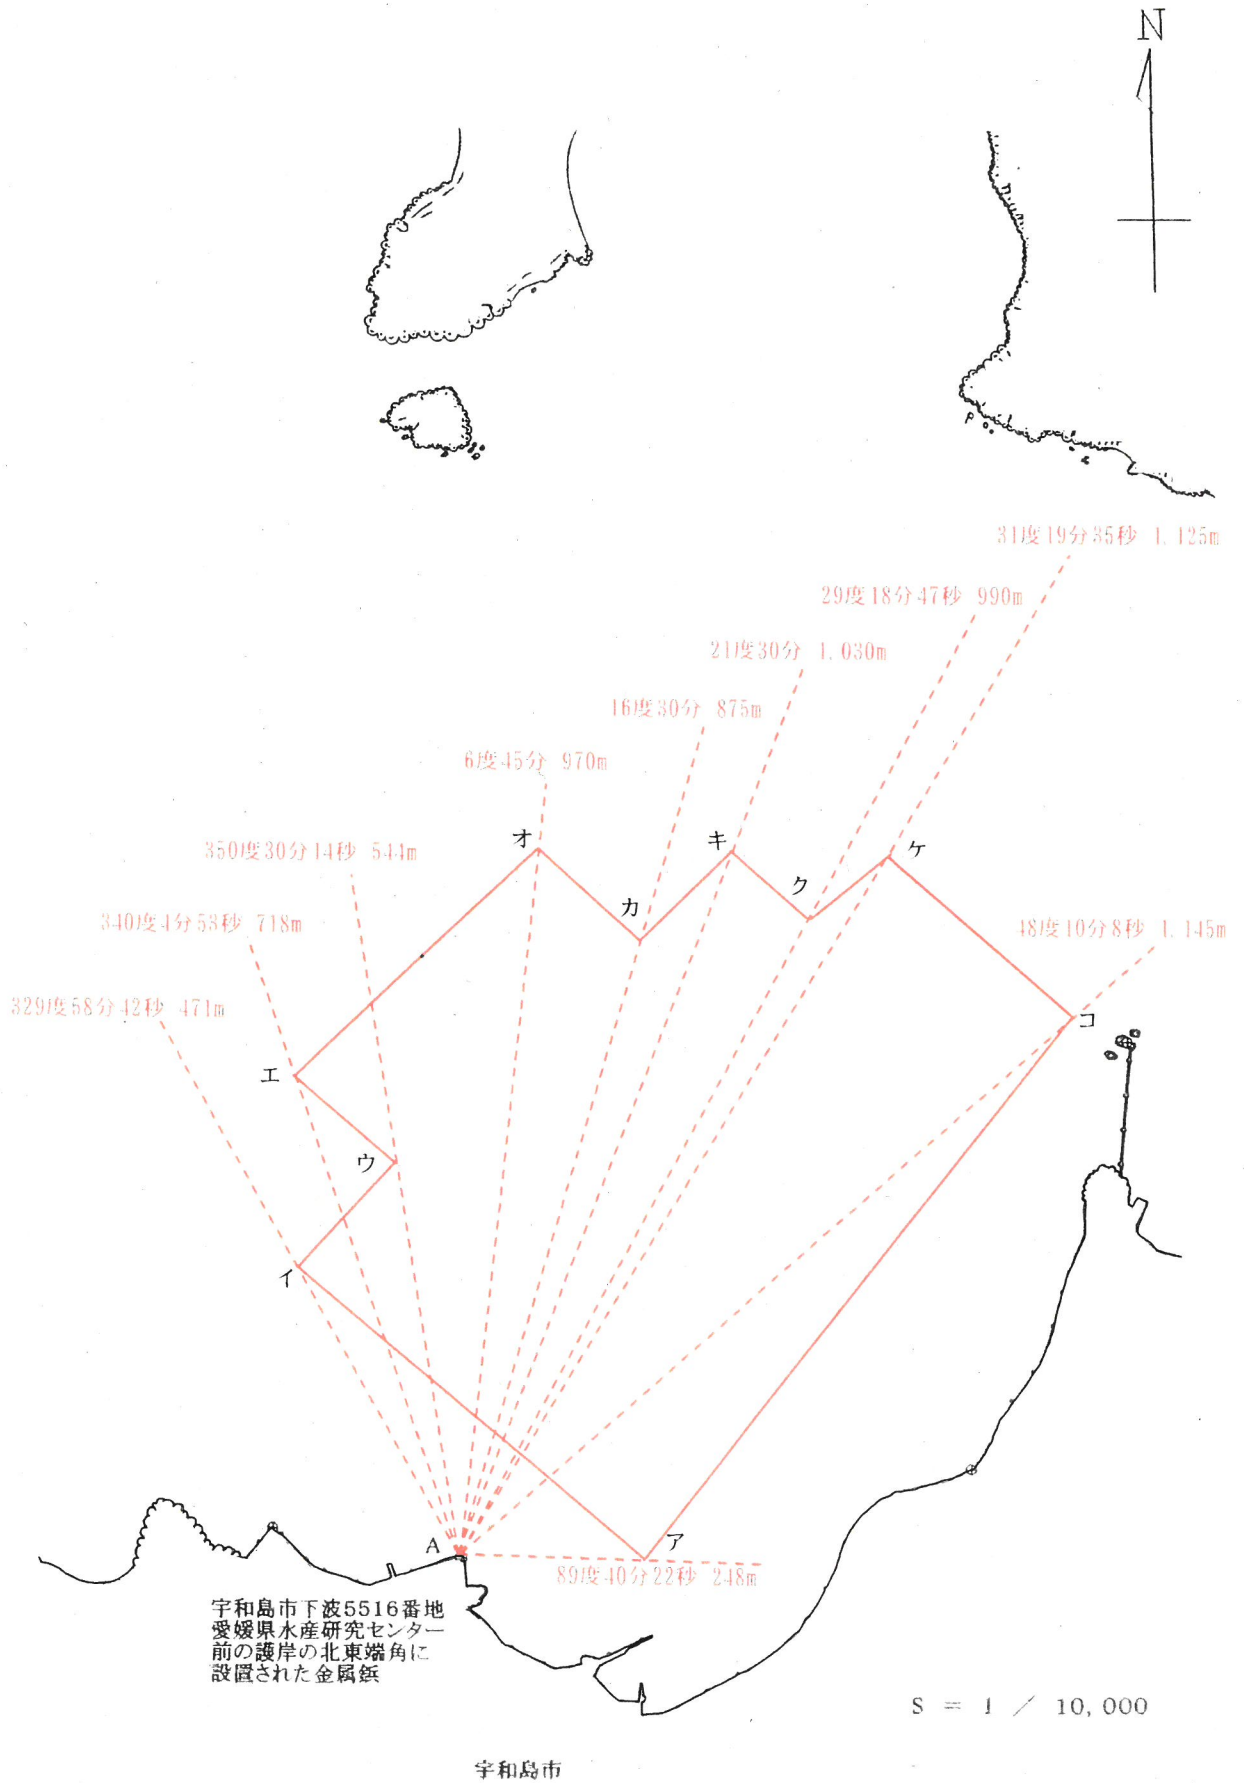 N
31度19分35秒 1,125m
29度18分47秒 990m
21度30分 1,030m
16度30分 875m
6度45分 970m
オ
キ
ケ
350度30分14秒 544m
ク
カ
340度4分53秒 718m
48度10分8秒 1,145m
329度58分42秒 471m
コ
エ
ウ
イ
A
ア
89度40分22秒 248m
宇和島市下波5516番地
愛媛県水産研究センター
前の護岸の北東端角に
設置された金属鋲
S = 1 / 10,000
宇和島市